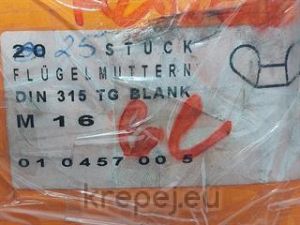 20 25 STÜCK
FLÜGELMUTTERN
DIN 315 TG BLANK
M 16
01 0457 00 5
krepej.eu